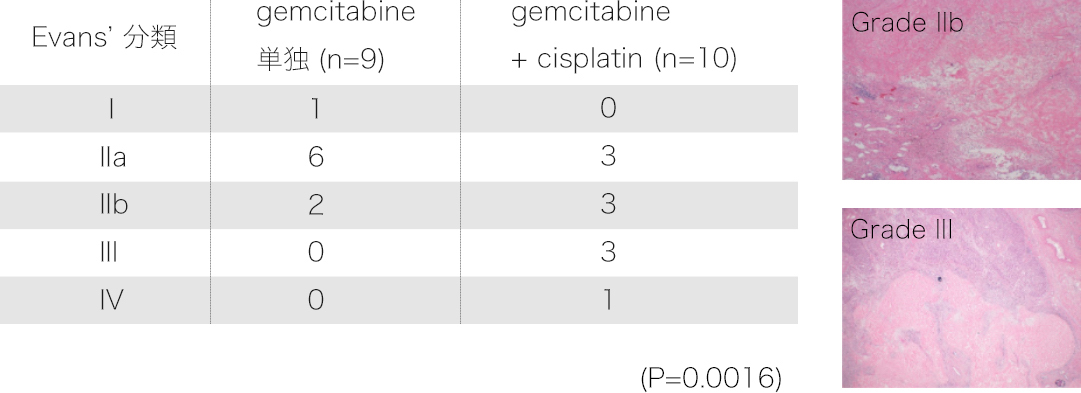 Evans’ 分類
gemcitabine
単独 (n=9)
gemcitabine
+ cisplatin (n=10)
I 1 0
IIa 6 3
IIb 2 3
III 0 3
IV 0 1
(P=0.0016)
Grade IIb
Grade III